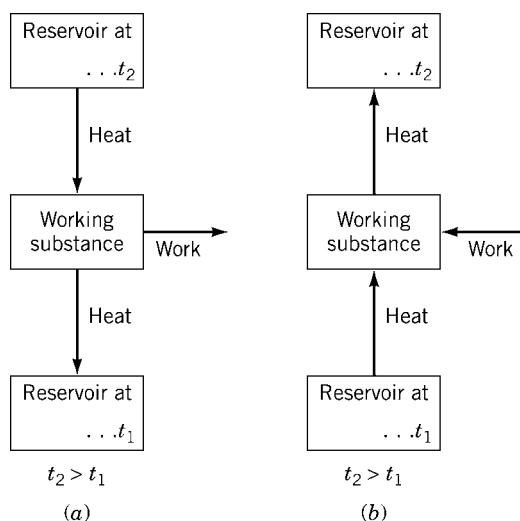 Reservoir at
. . .t₂
Heat
Working
substance
Work
Heat
Reservoir at
. . .t₁
t₂ > t₁
(a)
Reservoir at
. . .t₂
Heat
Working
substance
Work
Heat
Reservoir at
. . .t₁
t₂ > t₁
(b)